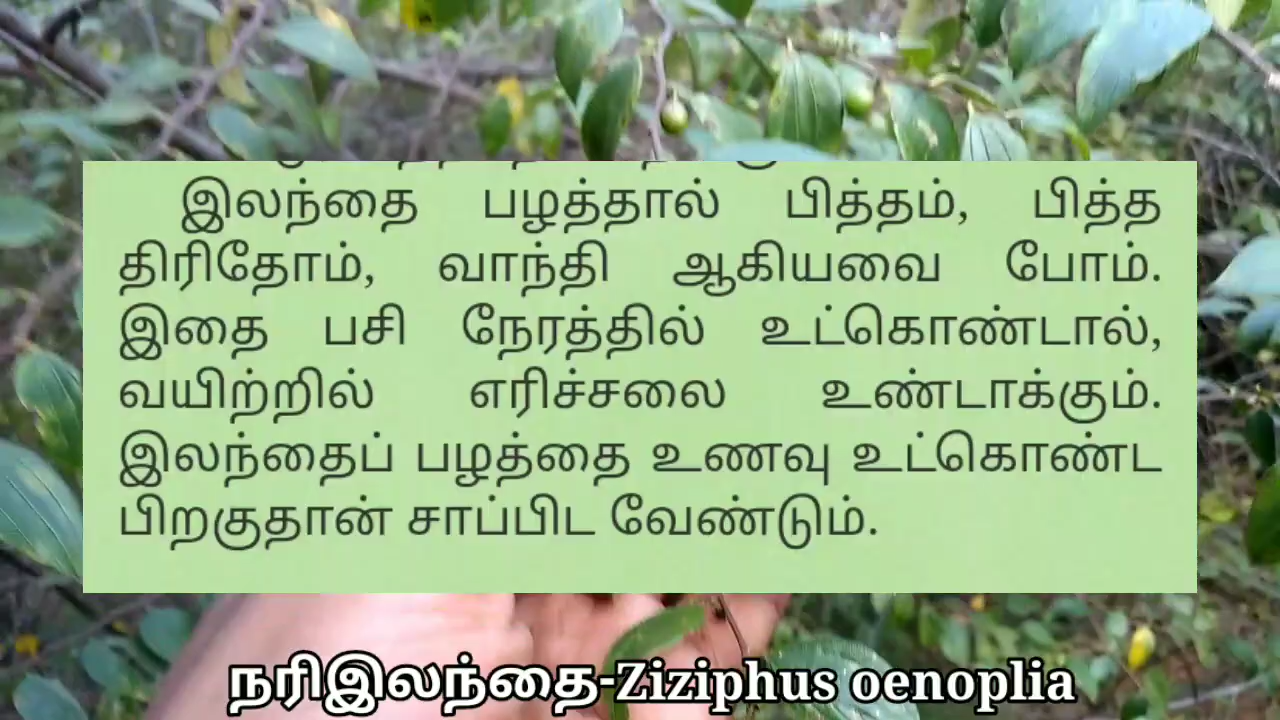 இலந்தை பழத்தால் பித்தம், பித்த
திரிதோம், வாந்தி ஆகியவை போம்.
இதை பசி நேரத்தில் உட்கொண்டால்,
வயிற்றில் எரிச்சலை உண்டாக்கும்.
இலந்தைப் பழத்தை உணவு உட்கொண்ட
பிறகுதான் சாப்பிட வேண்டும்.
நரிஇலந்தை-Ziziphus oenoplia